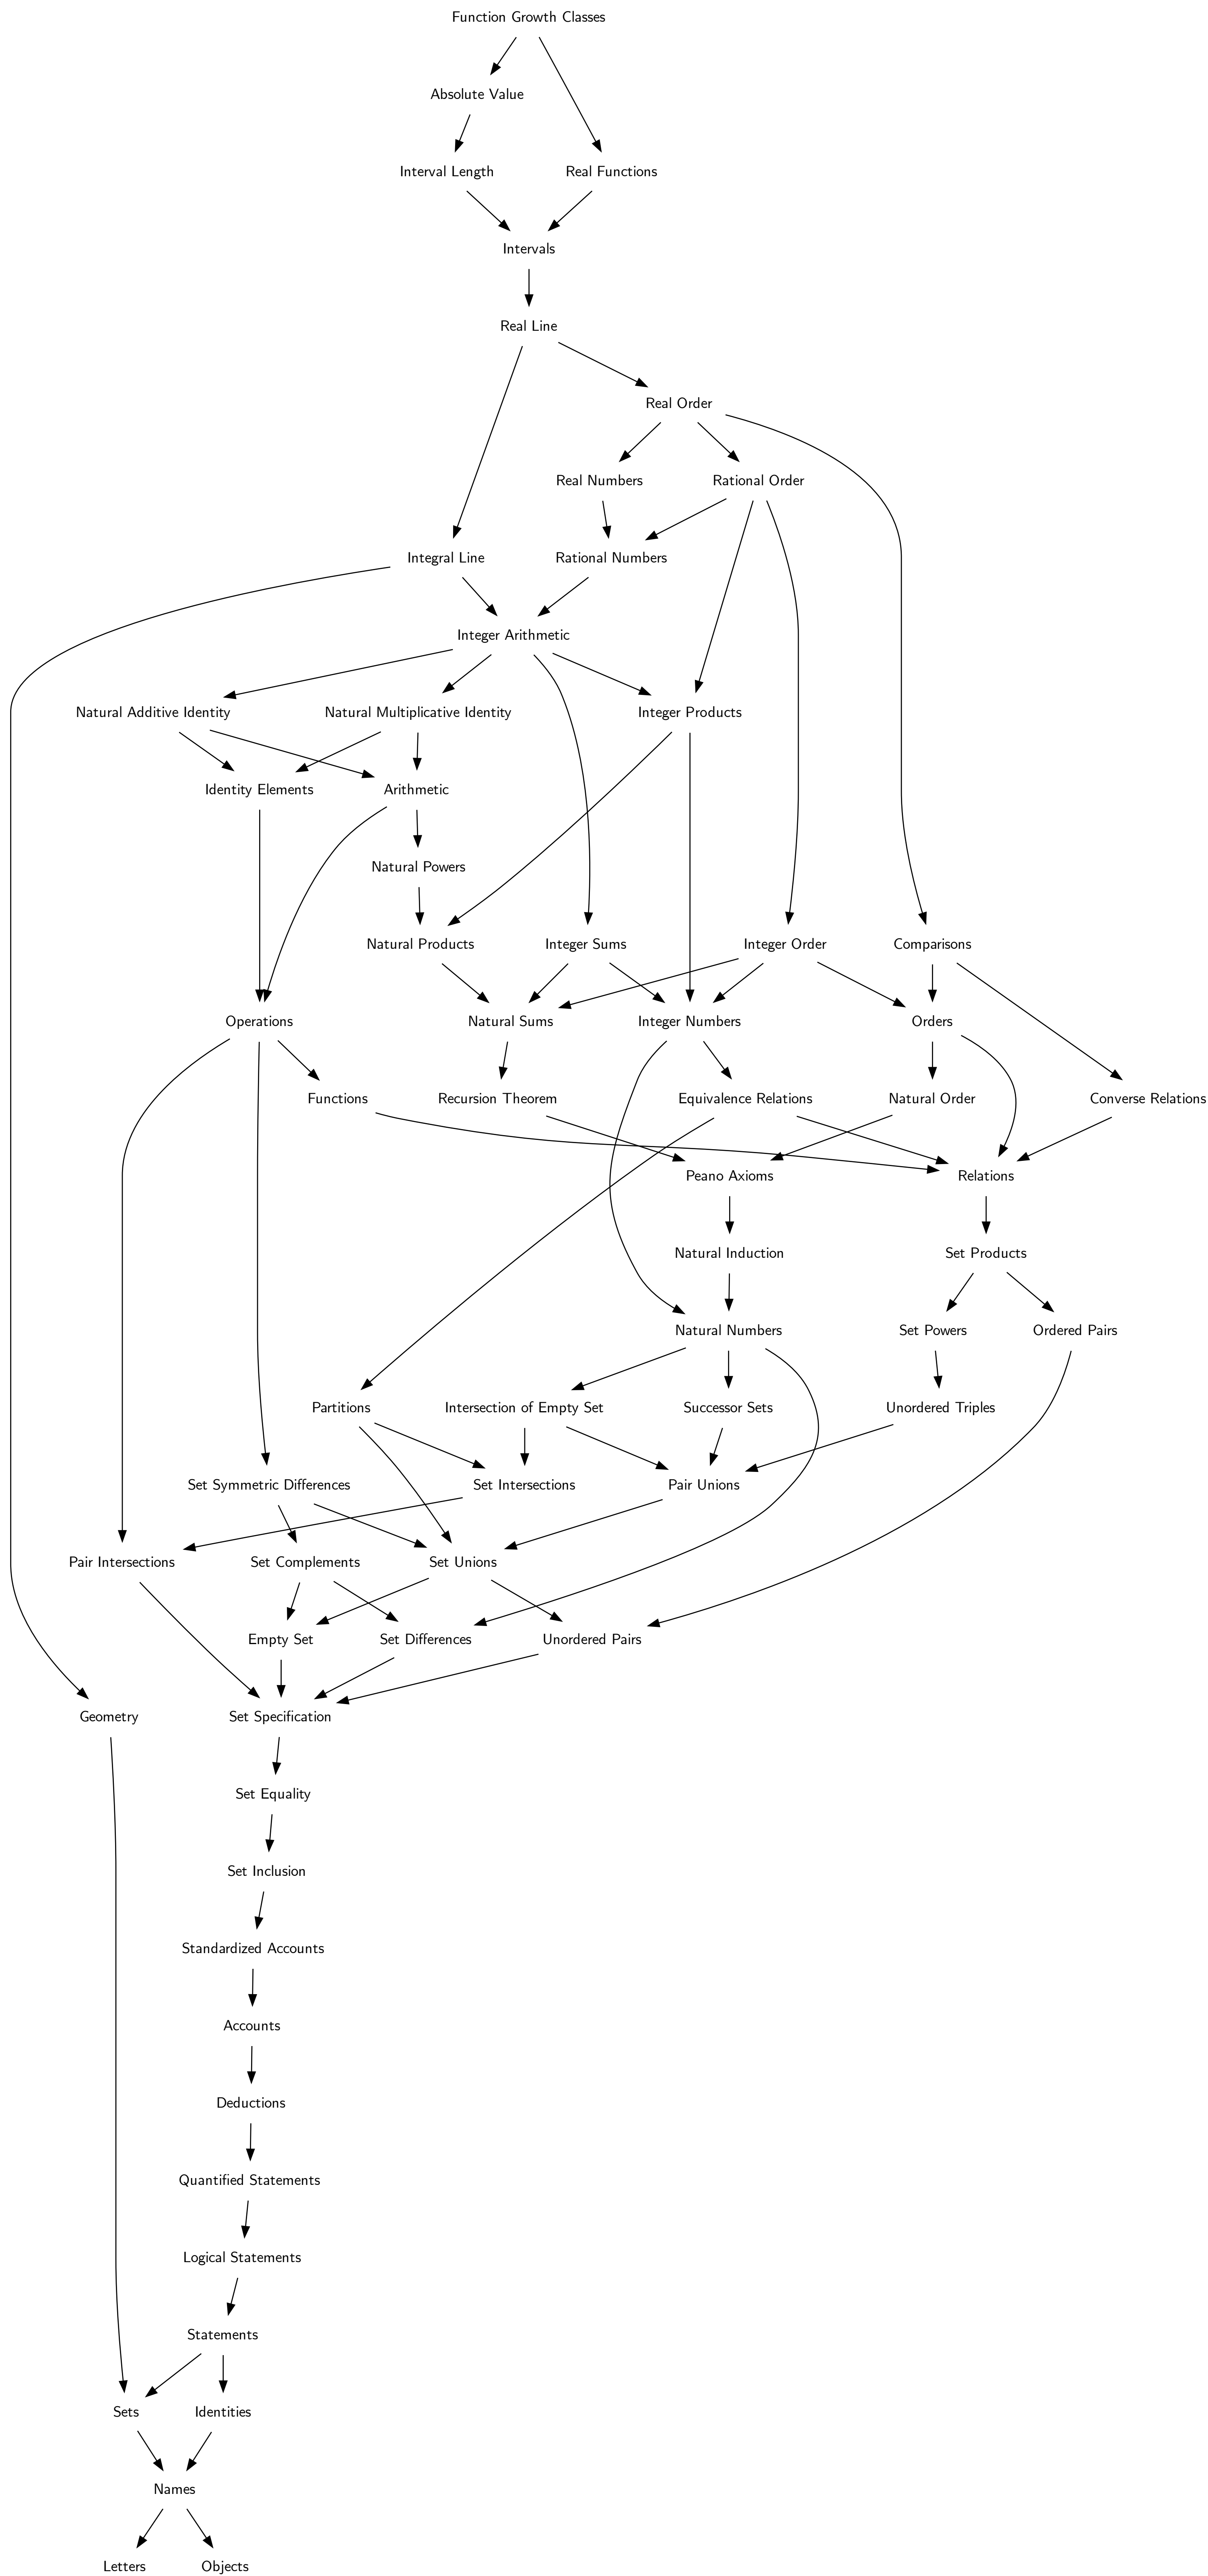 Function Growth Classes
Absolute Value
Interval Length
Real Functions
Intervals
Real Line
Real Order
Real Numbers
Rational Order
Integral Line
Rational Numbers
Integer Arithmetic
Natural Additive Identity
Natural Multiplicative Identity
Integer Products
Identity Elements
Arithmetic
Natural Powers
Natural Products
Integer Sums
Integer Order
Comparisons
Operations
Natural Sums
Integer Numbers
Orders
Functions
Recursion Theorem
Equivalence Relations
Natural Order
Converse Relations
Peano Axioms
Relations
Natural Induction
Set Products
Natural Numbers
Set Powers
Ordered Pairs
Partitions
Intersection of Empty Set
Successor Sets
Unordered Triples
Set Symmetric Differences
Set Intersections
Pair Unions
Pair Intersections
Set Complements
Set Unions
Empty Set
Set Differences
Unordered Pairs
Geometry
Set Specification
Set Equality
Set Inclusion
Standardized Accounts
Accounts
Deductions
Quantified Statements
Logical Statements
Statements
Sets
Identities
Names
Letters
Objects